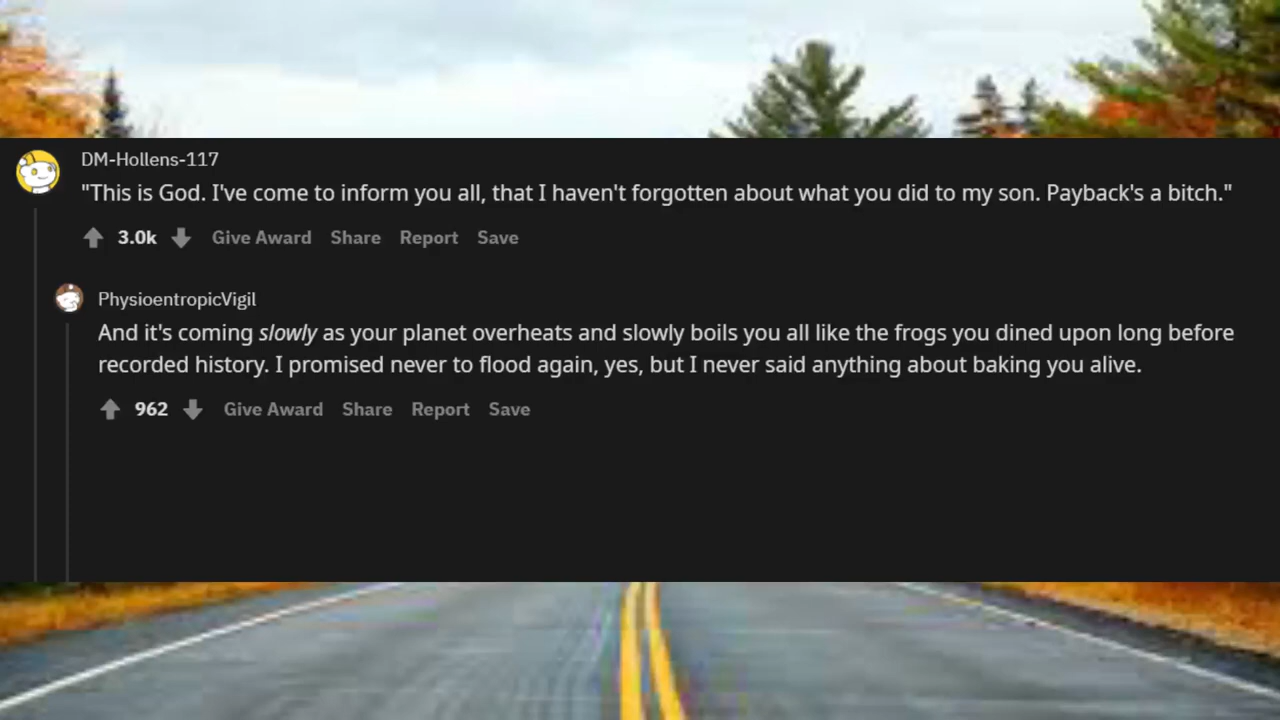 DM-Hollens-117
"This is God. I've come to inform you all, that I haven't forgotten about what you did to my son. Payback's a bitch."
3.0k Give Award Share Report Save
PhysioentropicVigil
And it's coming slowly as your planet overheats and slowly boils you all like the frogs you dined upon long before
recorded history. I promised never to flood again, yes, but I never said anything about baking you alive.
962 Give Award Share Report Save